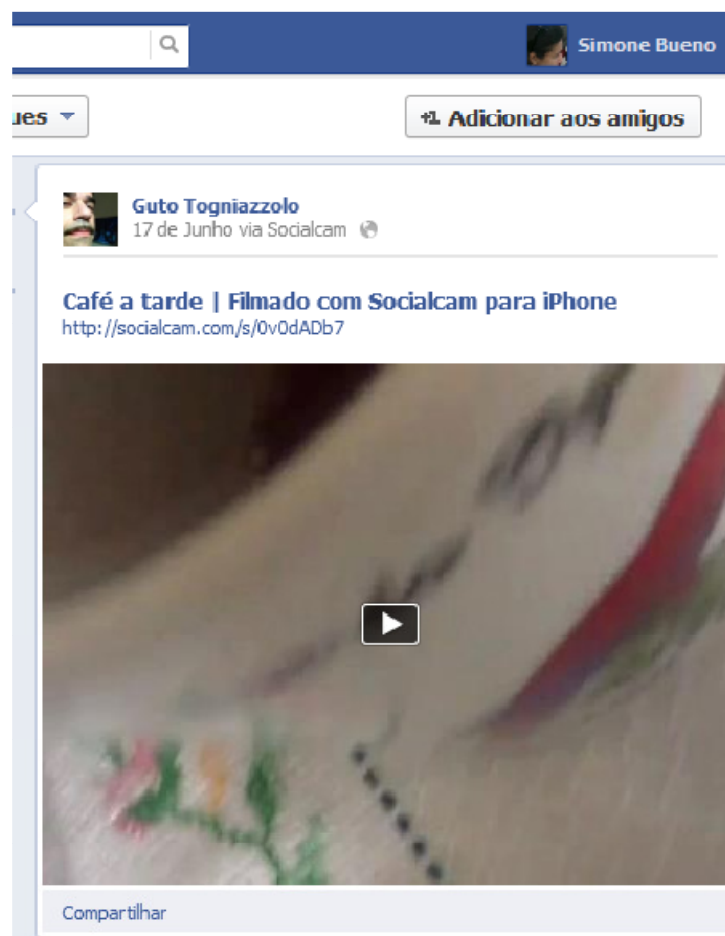 Simone Bueno
ues
+1 Adicionar aos amigos
Guto Togniazzolo
17 de Junho via Socialcam
Café a tarde | Filmado com Socialcam para iPhone
http://socialcam.com/s/0v0dADb7
Compartilhar